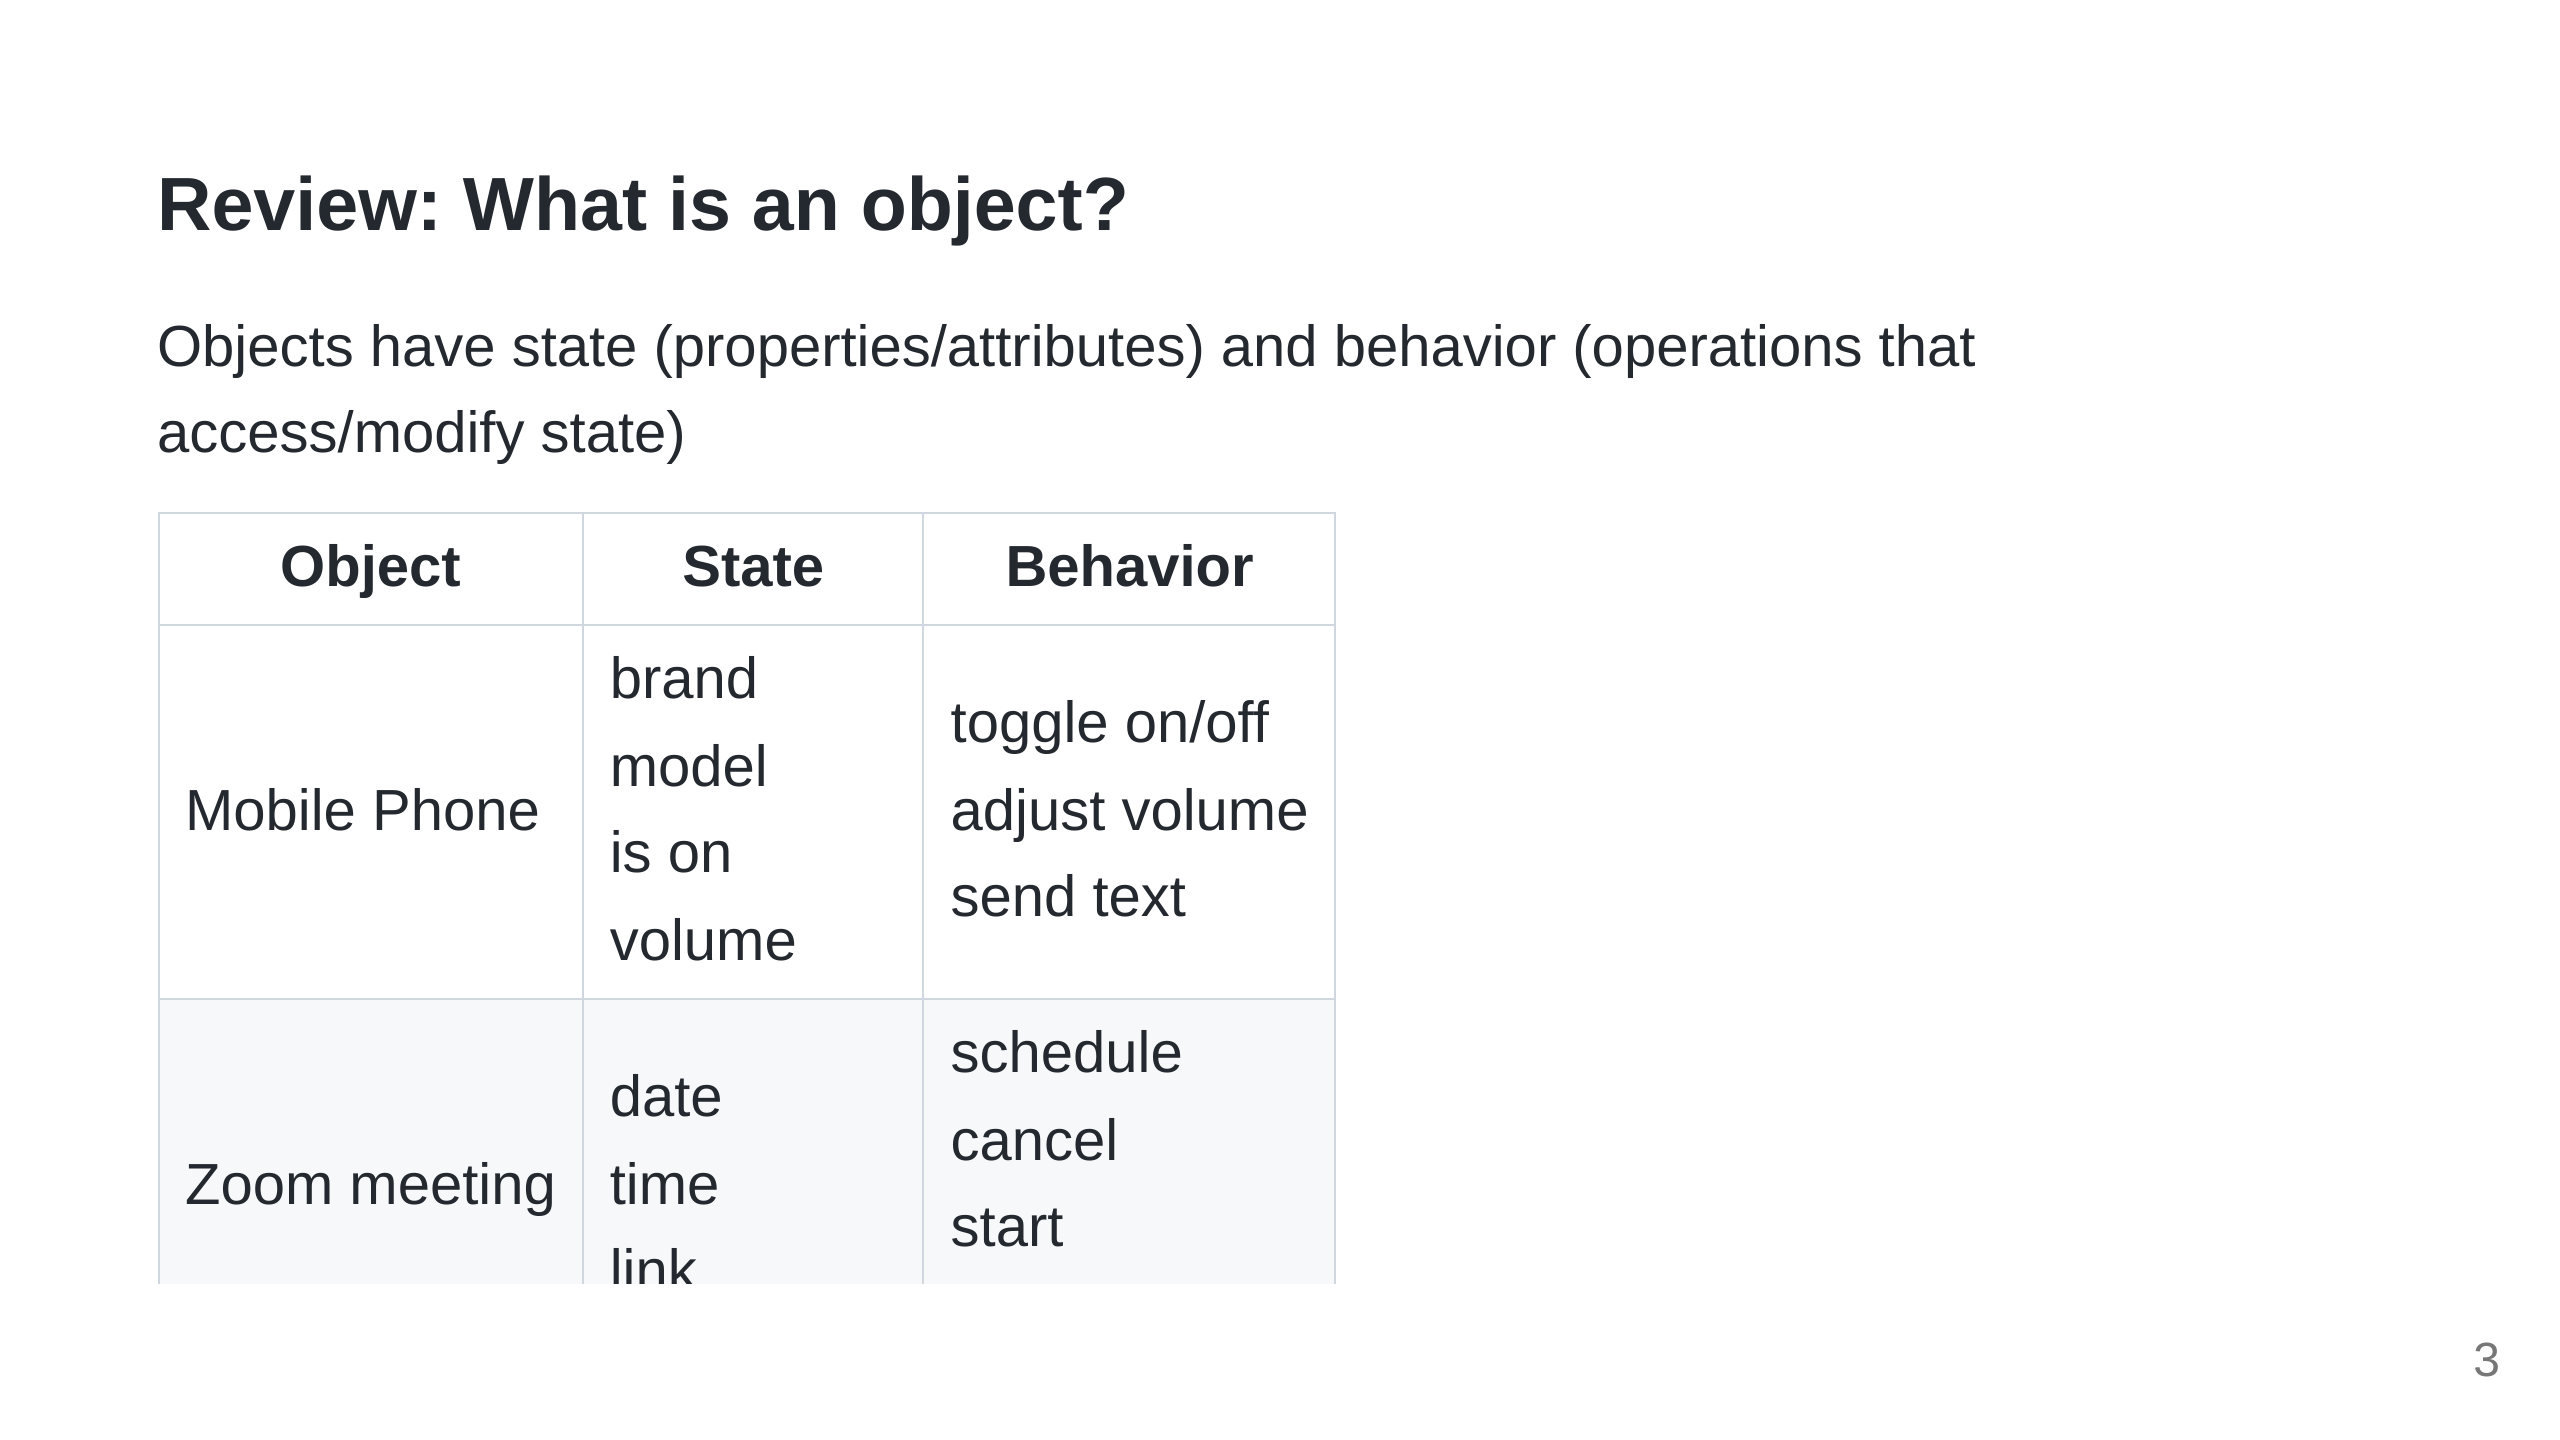 Review: What is an object?
Objects have state (properties/attributes) and behavior (operations that
access/modify state)
Object State Behavior
Mobile Phone
brand
model
is on
volume
toggle on/off
adjust volume
send text
Zoom meeting
date
time
link
schedule
cancel
start
3